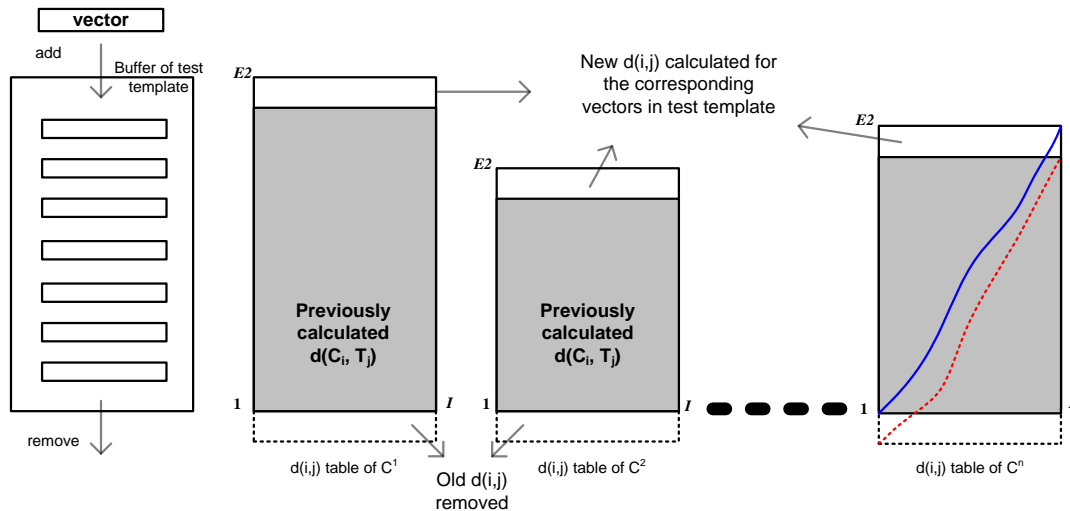 vector
add
Buffer of test
template
remove
E2
Previously
calculated
d(Cᵢ, Tⱼ)
1
I
d(i,j) table of C¹
New d(i,j) calculated for
the corresponding
vectors in test template
E2
Previously
calculated
d(Cᵢ, Tⱼ)
1
I
d(i,j) table of C²
Old d(i,j)
removed
E2
1
d(i,j) table of Cⁿ